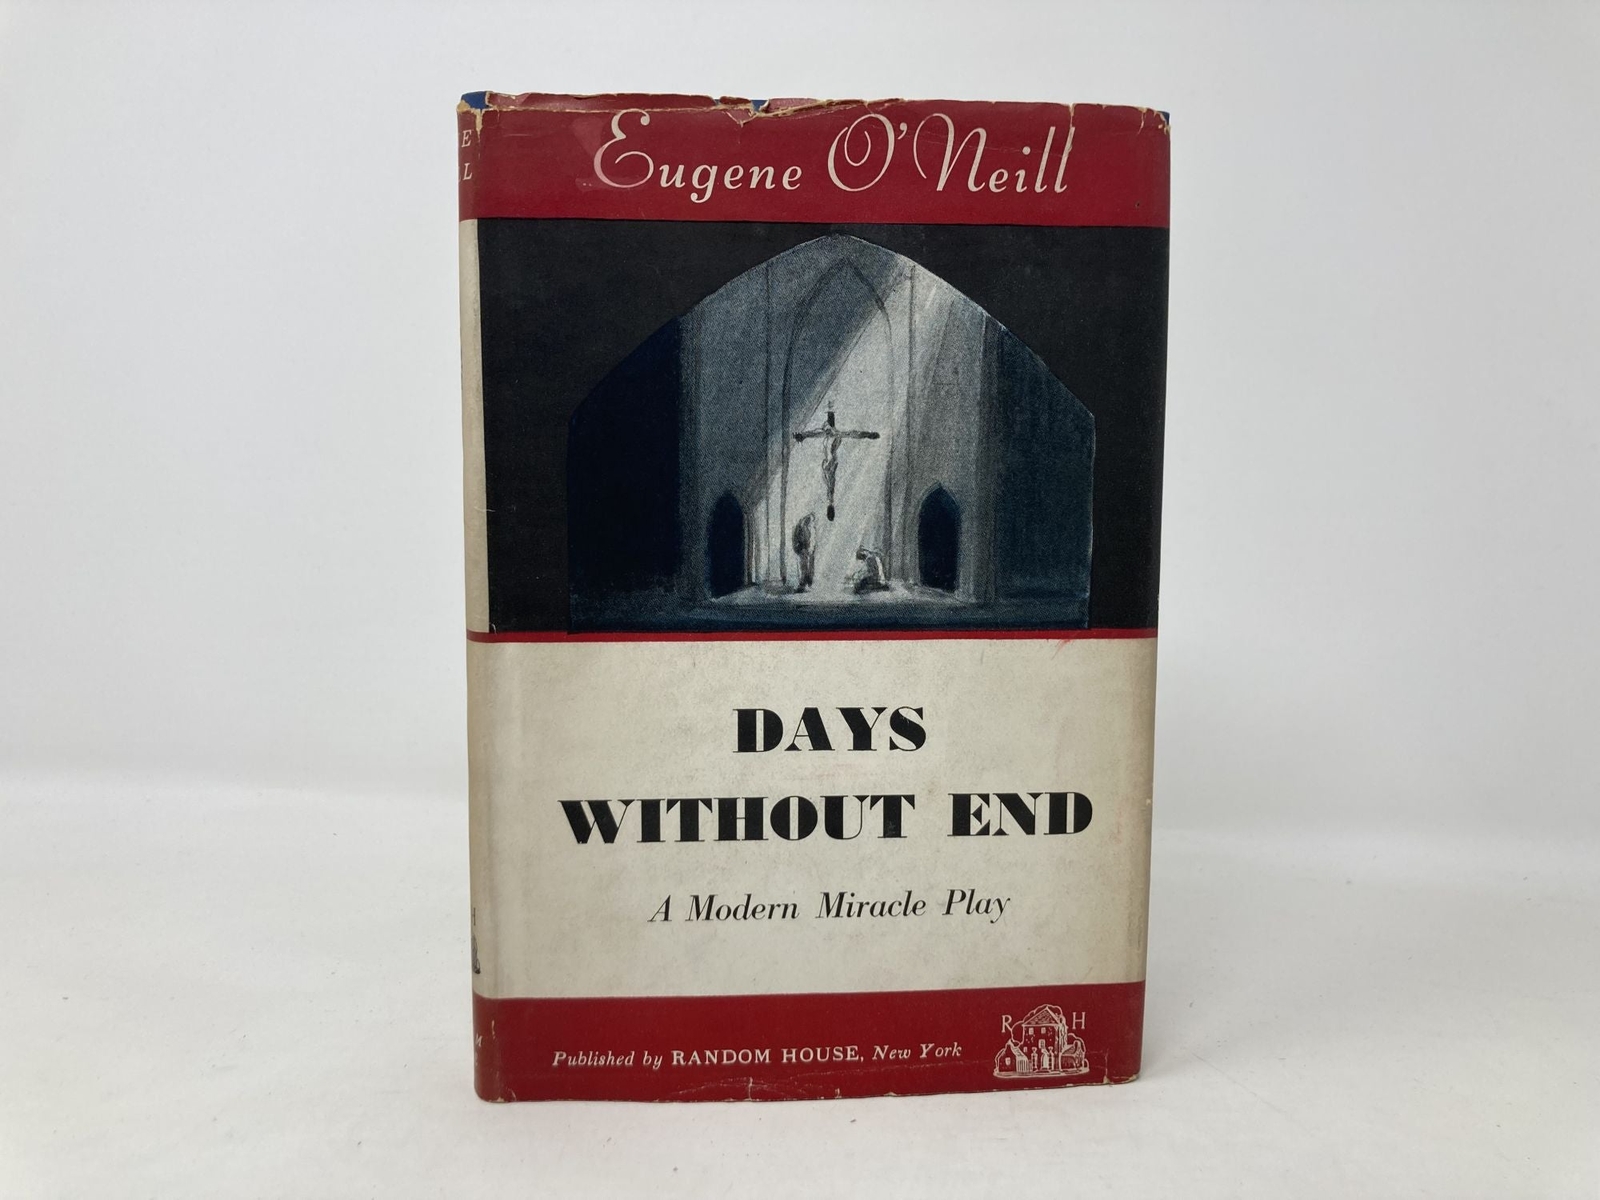 Eugene O'Neill
DAYS
WITHOUT END
A Modern Miracle Play
Published by RANDOM HOUSE, New York
R H
E
L
H
M